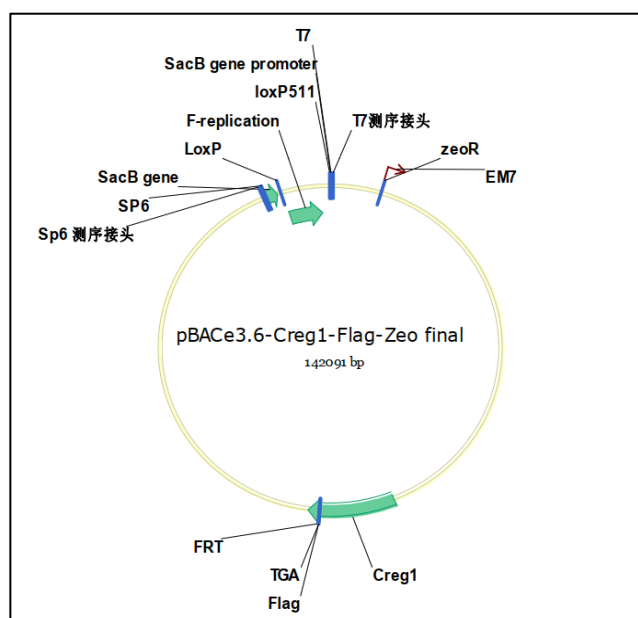 T7
SacB gene promoter
loxP511
F-replication
T7测序接头
LoxP
zeoR
SacB gene
EM7
SP6
Sp6 测序接头
pBACe3.6-Creg1-Flag-Zeo final
142091 bp
FRT
TGA
Creg1
Flag